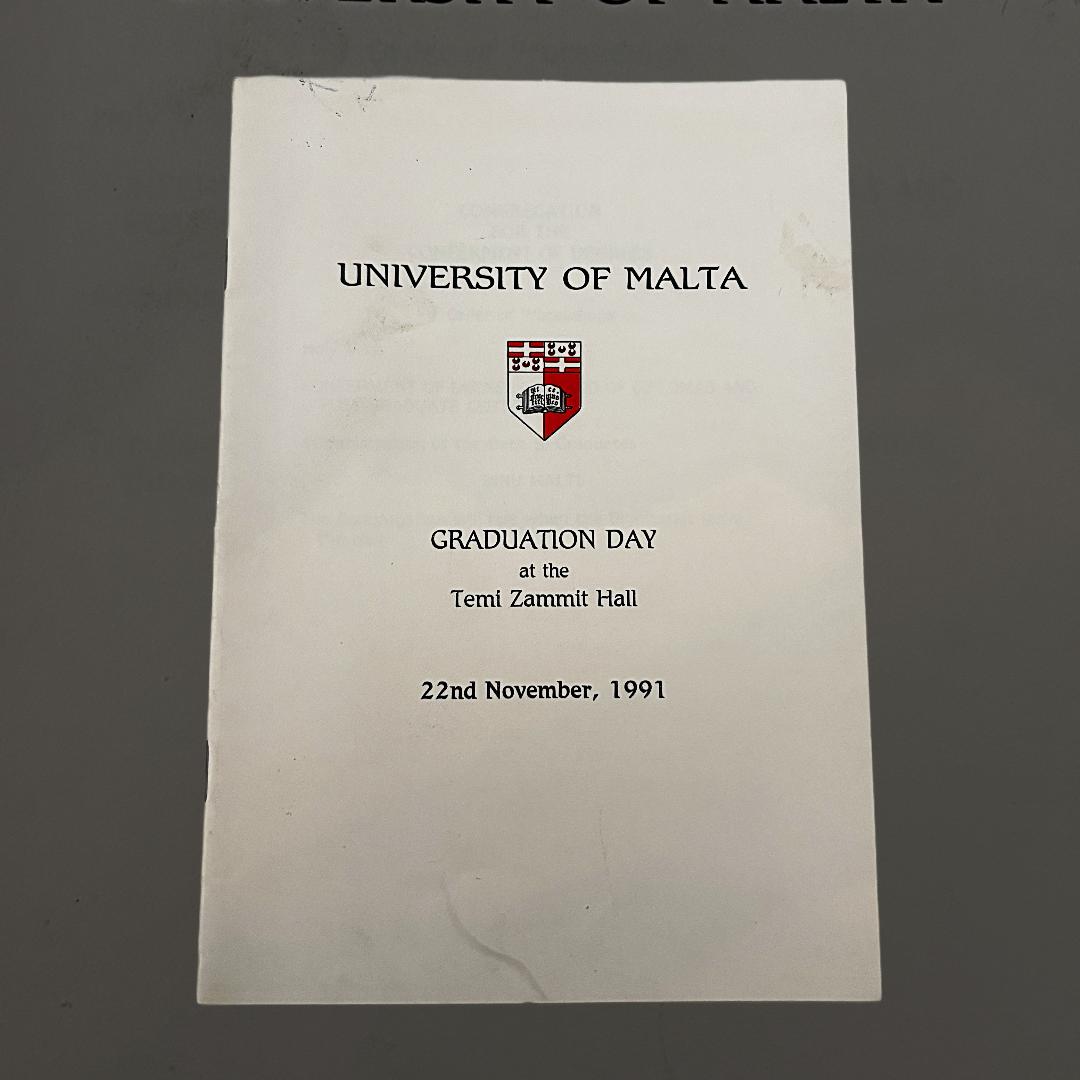 UNIVERSITY OF MALTA
GRADUATION DAY
at the
Temi Zammit Hall
22nd November, 1991